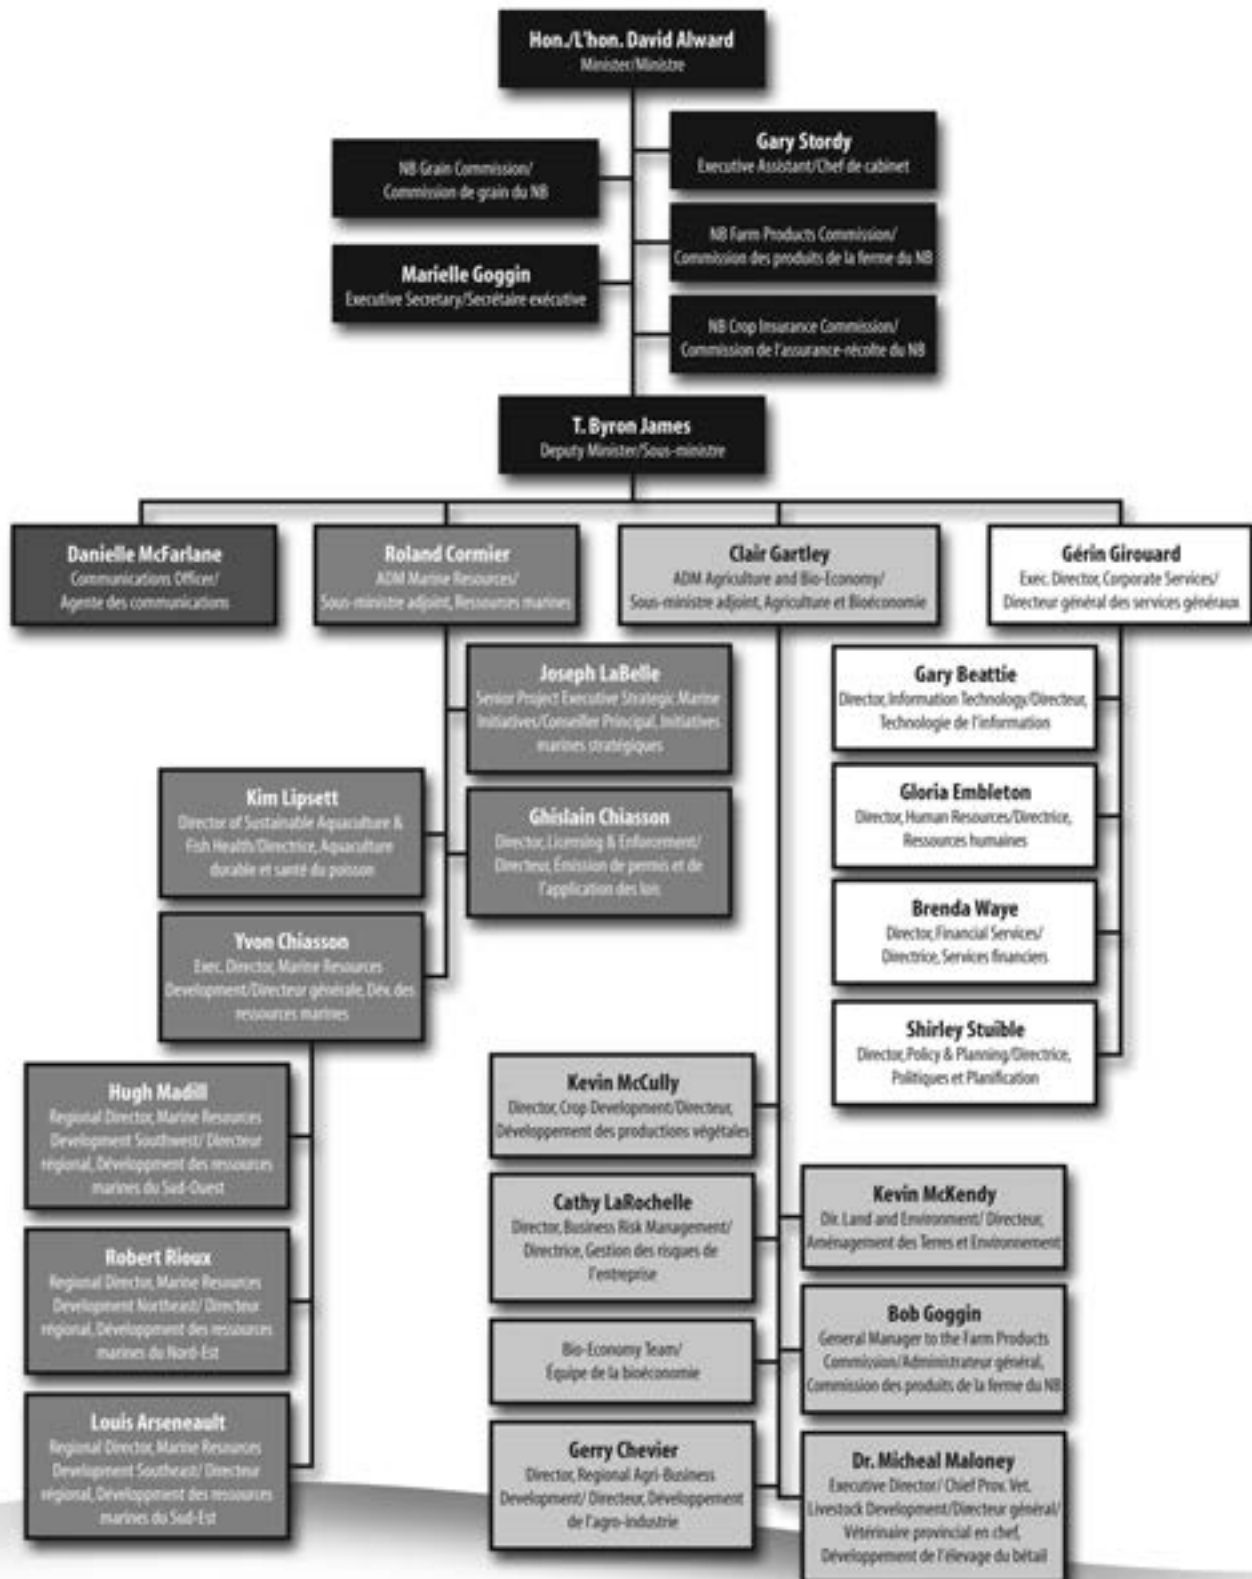 Hon./L'hon. David Alward
Minister/Ministre
Gary Stordy
Executive Assistant/Chef de cabinet
NB Grain Commission/
Commission de grain du NB
NB Farm Products Commission/
Commission des produits de la ferme du NB
Marielle Goggin
Executive Secretary/Secrétaire exécutive
NB Crop Insurance Commission/
Commission de l'assurance-récolte du NB
T. Byron James
Deputy Minister/Sous-ministre
Danielle McFarlane
Communications Officer/
Agente des communications
Roland Cormier
ADM Marine Resources/
Sous-ministre adjoint, Ressources marines
Clair Gartley
ADM Agriculture and Bio-Economy/
Sous-ministre adjoint, Agriculture et Bioéconomie
Gérin Girouard
Exec. Director, Corporate Services/
Directeur général des services généraux
Joseph LaBelle
Senior Project Executive Strategic Marine
Initiatives/Conseiller Principal, Initiatives
marines stratégiques
Kim Lipsett
Director of Sustainable Aquaculture &
Fish Health/Directrice, Aquaculture
durable et santé du poisson
Ghislain Chiasson
Director, Licensing & Enforcement/
Directeur, Émission de permis et de
l'application des lois
Yvon Chiasson
Exec. Director, Marine Resources
Development/Directeur générale, Dév. des
ressources marines
Hugh Madill
Regional Director, Marine Resources
Development Southwest/ Directeur
régional, Développment des ressources
marines du Sud-Ouest
Robert Rioux
Regional Director, Marine Resources
Development Northeast/ Directeur
régional, Développment des ressources
marines du Nord-Est
Louis Arseneault
Regional Director, Marine Resources
Development Southeast/ Directeur
régional, Développment des ressources
marines du Sud-Est
Gary Beattie
Director, Information Technology/Directeur,
Technologie de l'information
Gloria Embleton
Director, Human Resources/Directrice,
Ressources humaines
Brenda Waye
Director, Financial Services/
Directrice, Services financiers
Shirley Stuible
Director, Policy & Planning/Directrice,
Politiques et Planification
Kevin McCully
Director, Crop Development/Directeur,
Développement des productions végétales
Cathy LaRochelle
Director, Business Risk Management/
Directrice, Gestion des risques de
l'entreprise
Bio-Economy Team/
Équipe de la bioéconomie
Gerry Chevier
Director, Regional Agri-Business
Development/ Directeur, Développement
de l'agro-industrie
Kevin McKendy
Dir. Land and Environment/ Directeur,
Aménagement des Terres et Environnement
Bob Goggin
General Manager to the Farm Products
Commission/Administrateur général,
Commission des produits de la ferme du NB
Dr. Micheal Maloney
Executive Director/ Chief Prov. Vet.
Livestock Development/Directeur général/
Vétérinaire provincial en chef,
Développement de l'élevage du bétail